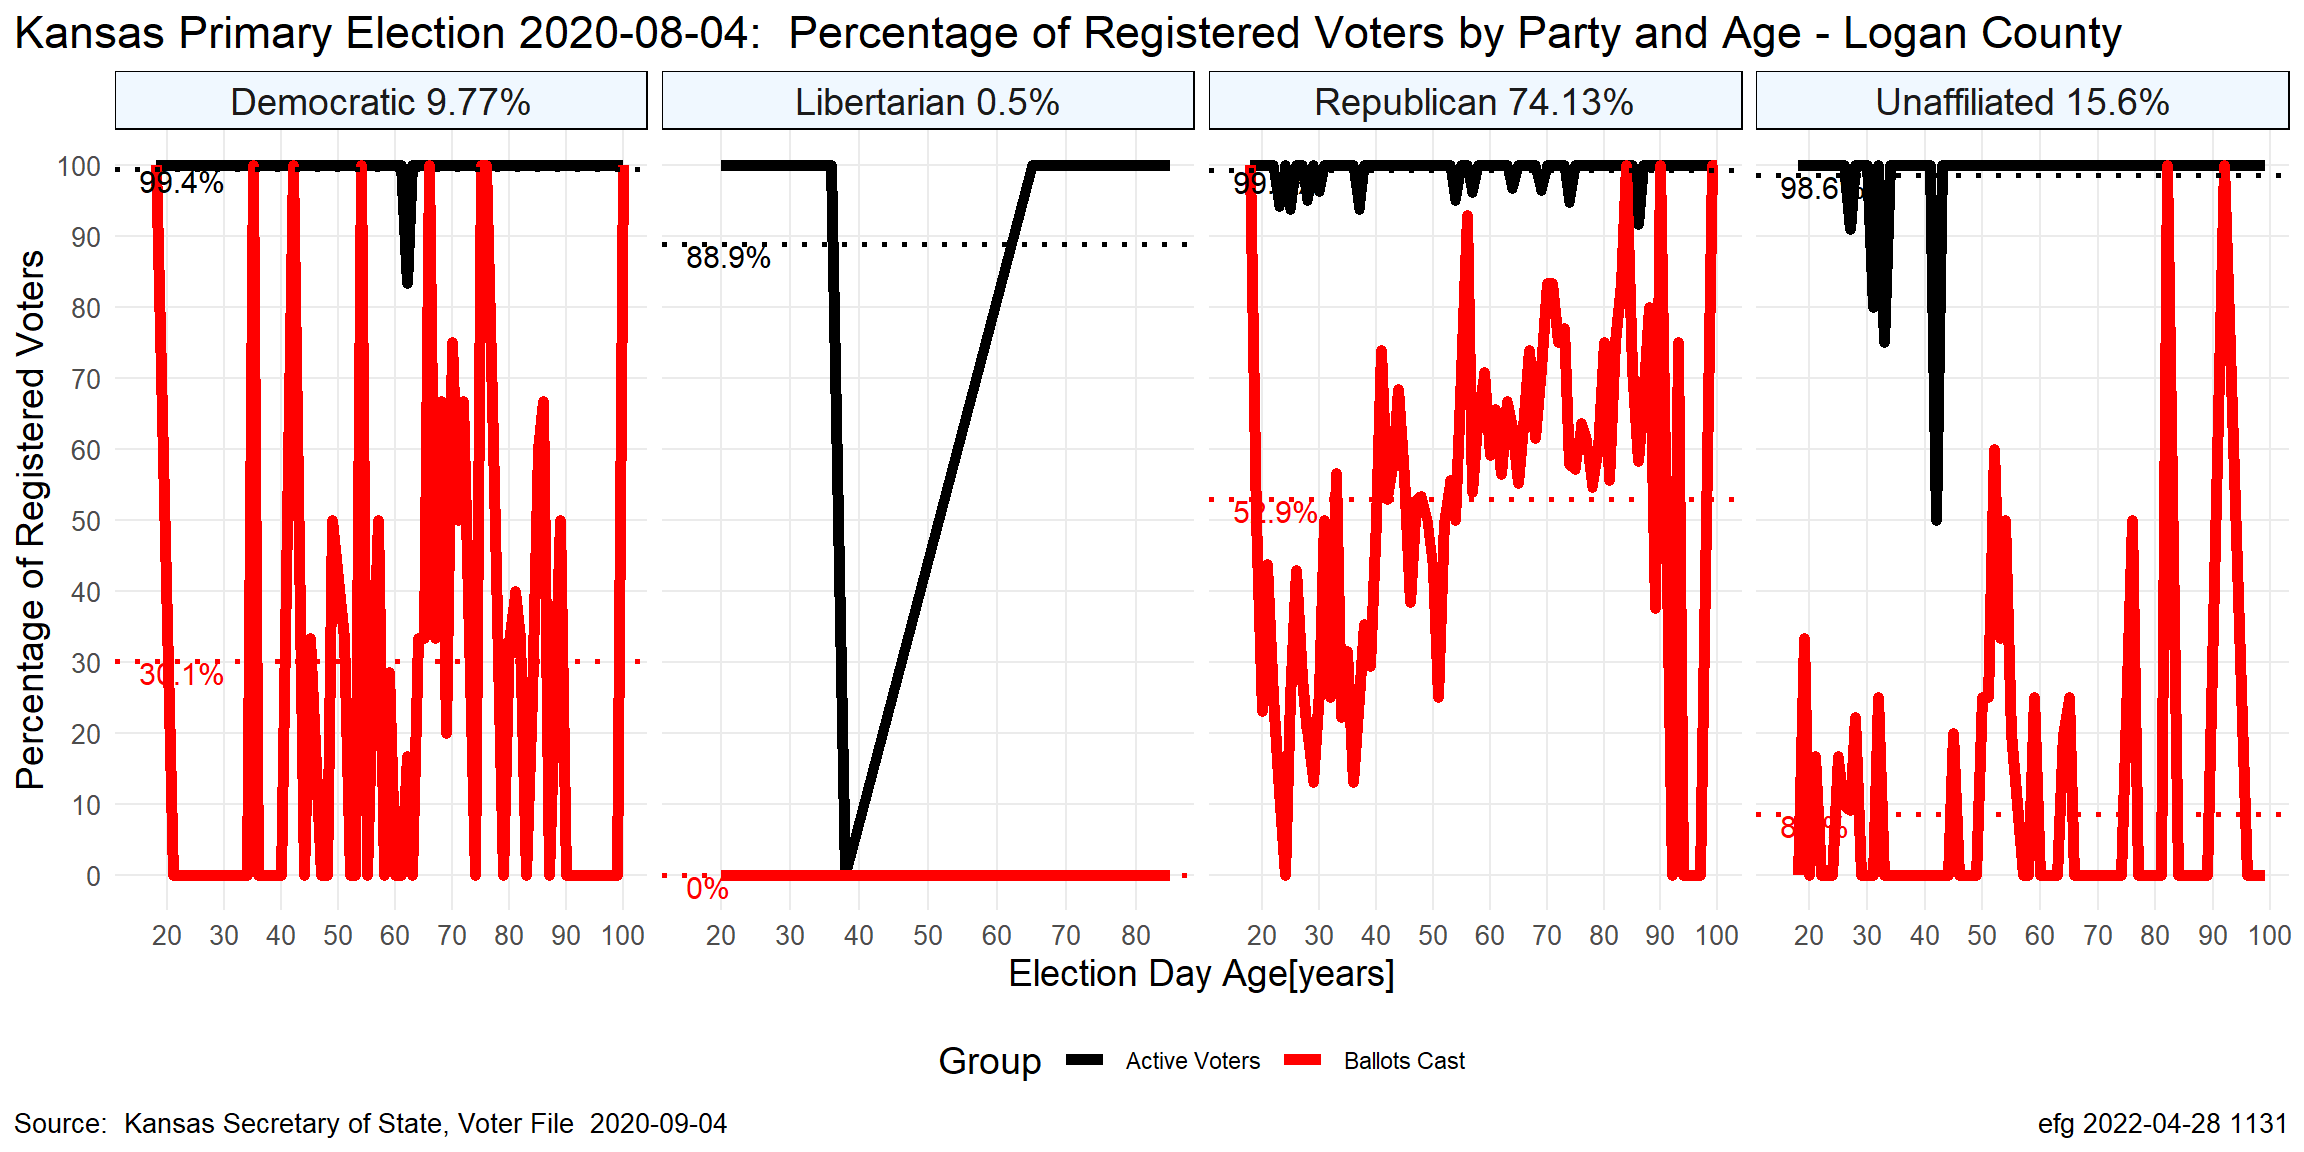 Kansas Primary Election 2020-08-04:  Percentage of Registered Voters by Party and Age - Logan County
Democratic 9.77%
Libertarian 0.5%
Republican 74.13%
Unaffiliated 15.6%
Percentage of Registered Voters
100
90
80
70
60
50
40
30
20
10
0
99.4%
30.1%
88.9%
0%
52.9%
98.6%
20 30 40 50 60 70 80 90 100
20 30 40 50 60 70 80
20 30 40 50 60 70 80 90 100
20 30 40 50 60 70 80 90 100
Election Day Age[years]
Group Active Voters Ballots Cast
Source:  Kansas Secretary of State, Voter File  2020-09-04
efg 2022-04-28 1131